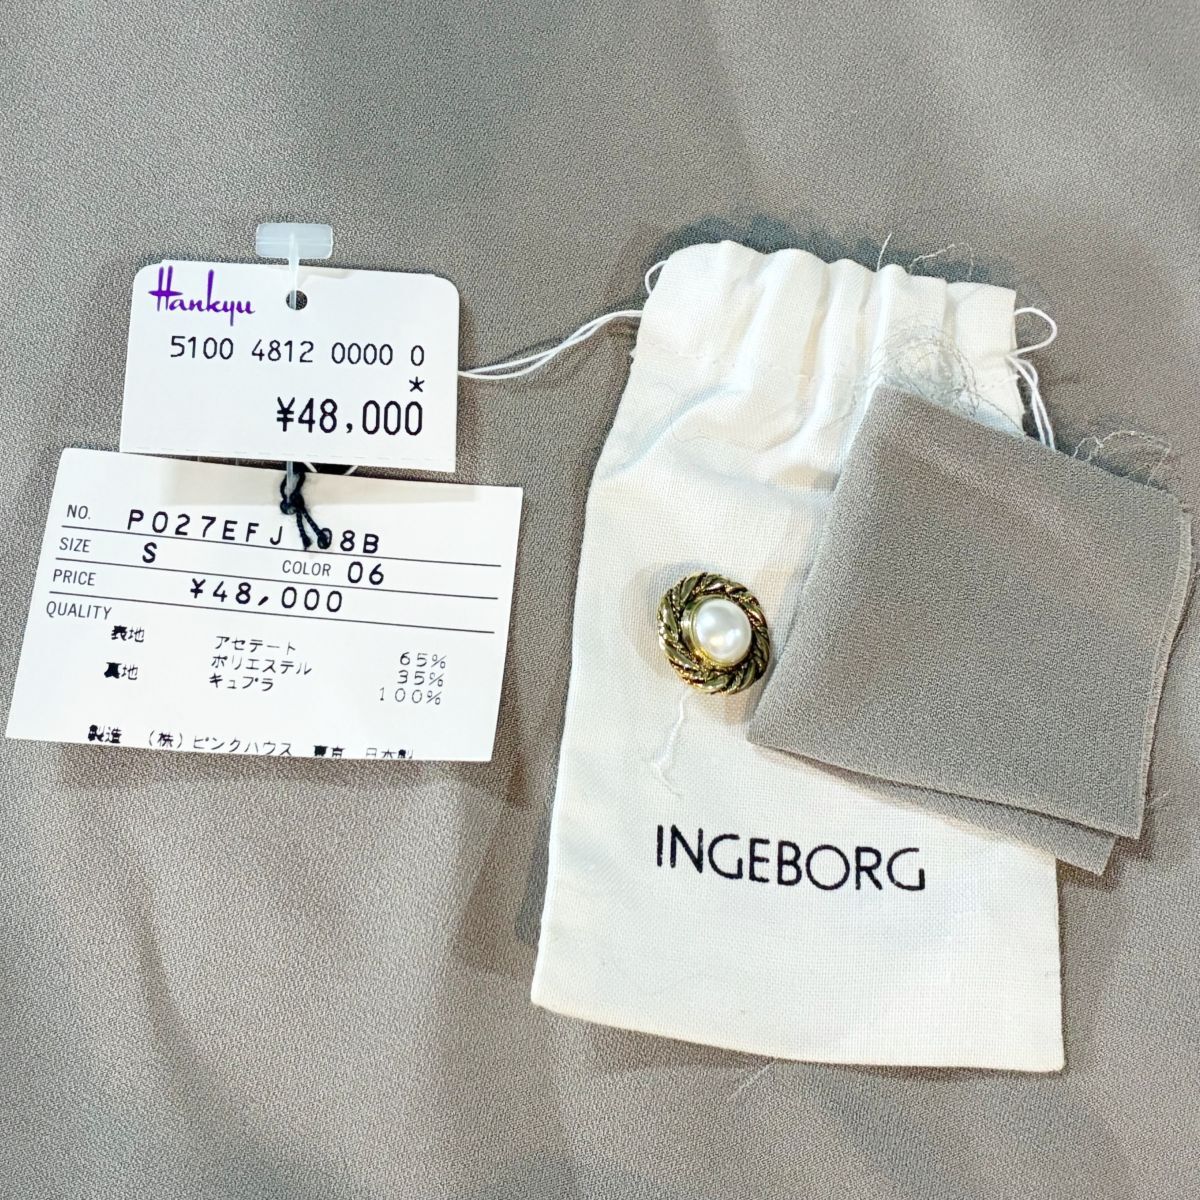 Hankyu
5100 4812 0000 0
*
¥48,000
NO. P027EFJ 08B
SIZE S COLOR 06
PRICE ¥48,000
QUALITY
表地 アセテート 65%
ポリエステル 35%
裏地 キュプラ 100%
製造 (株)ピンクハウス 東京 日本製
INGEBORG